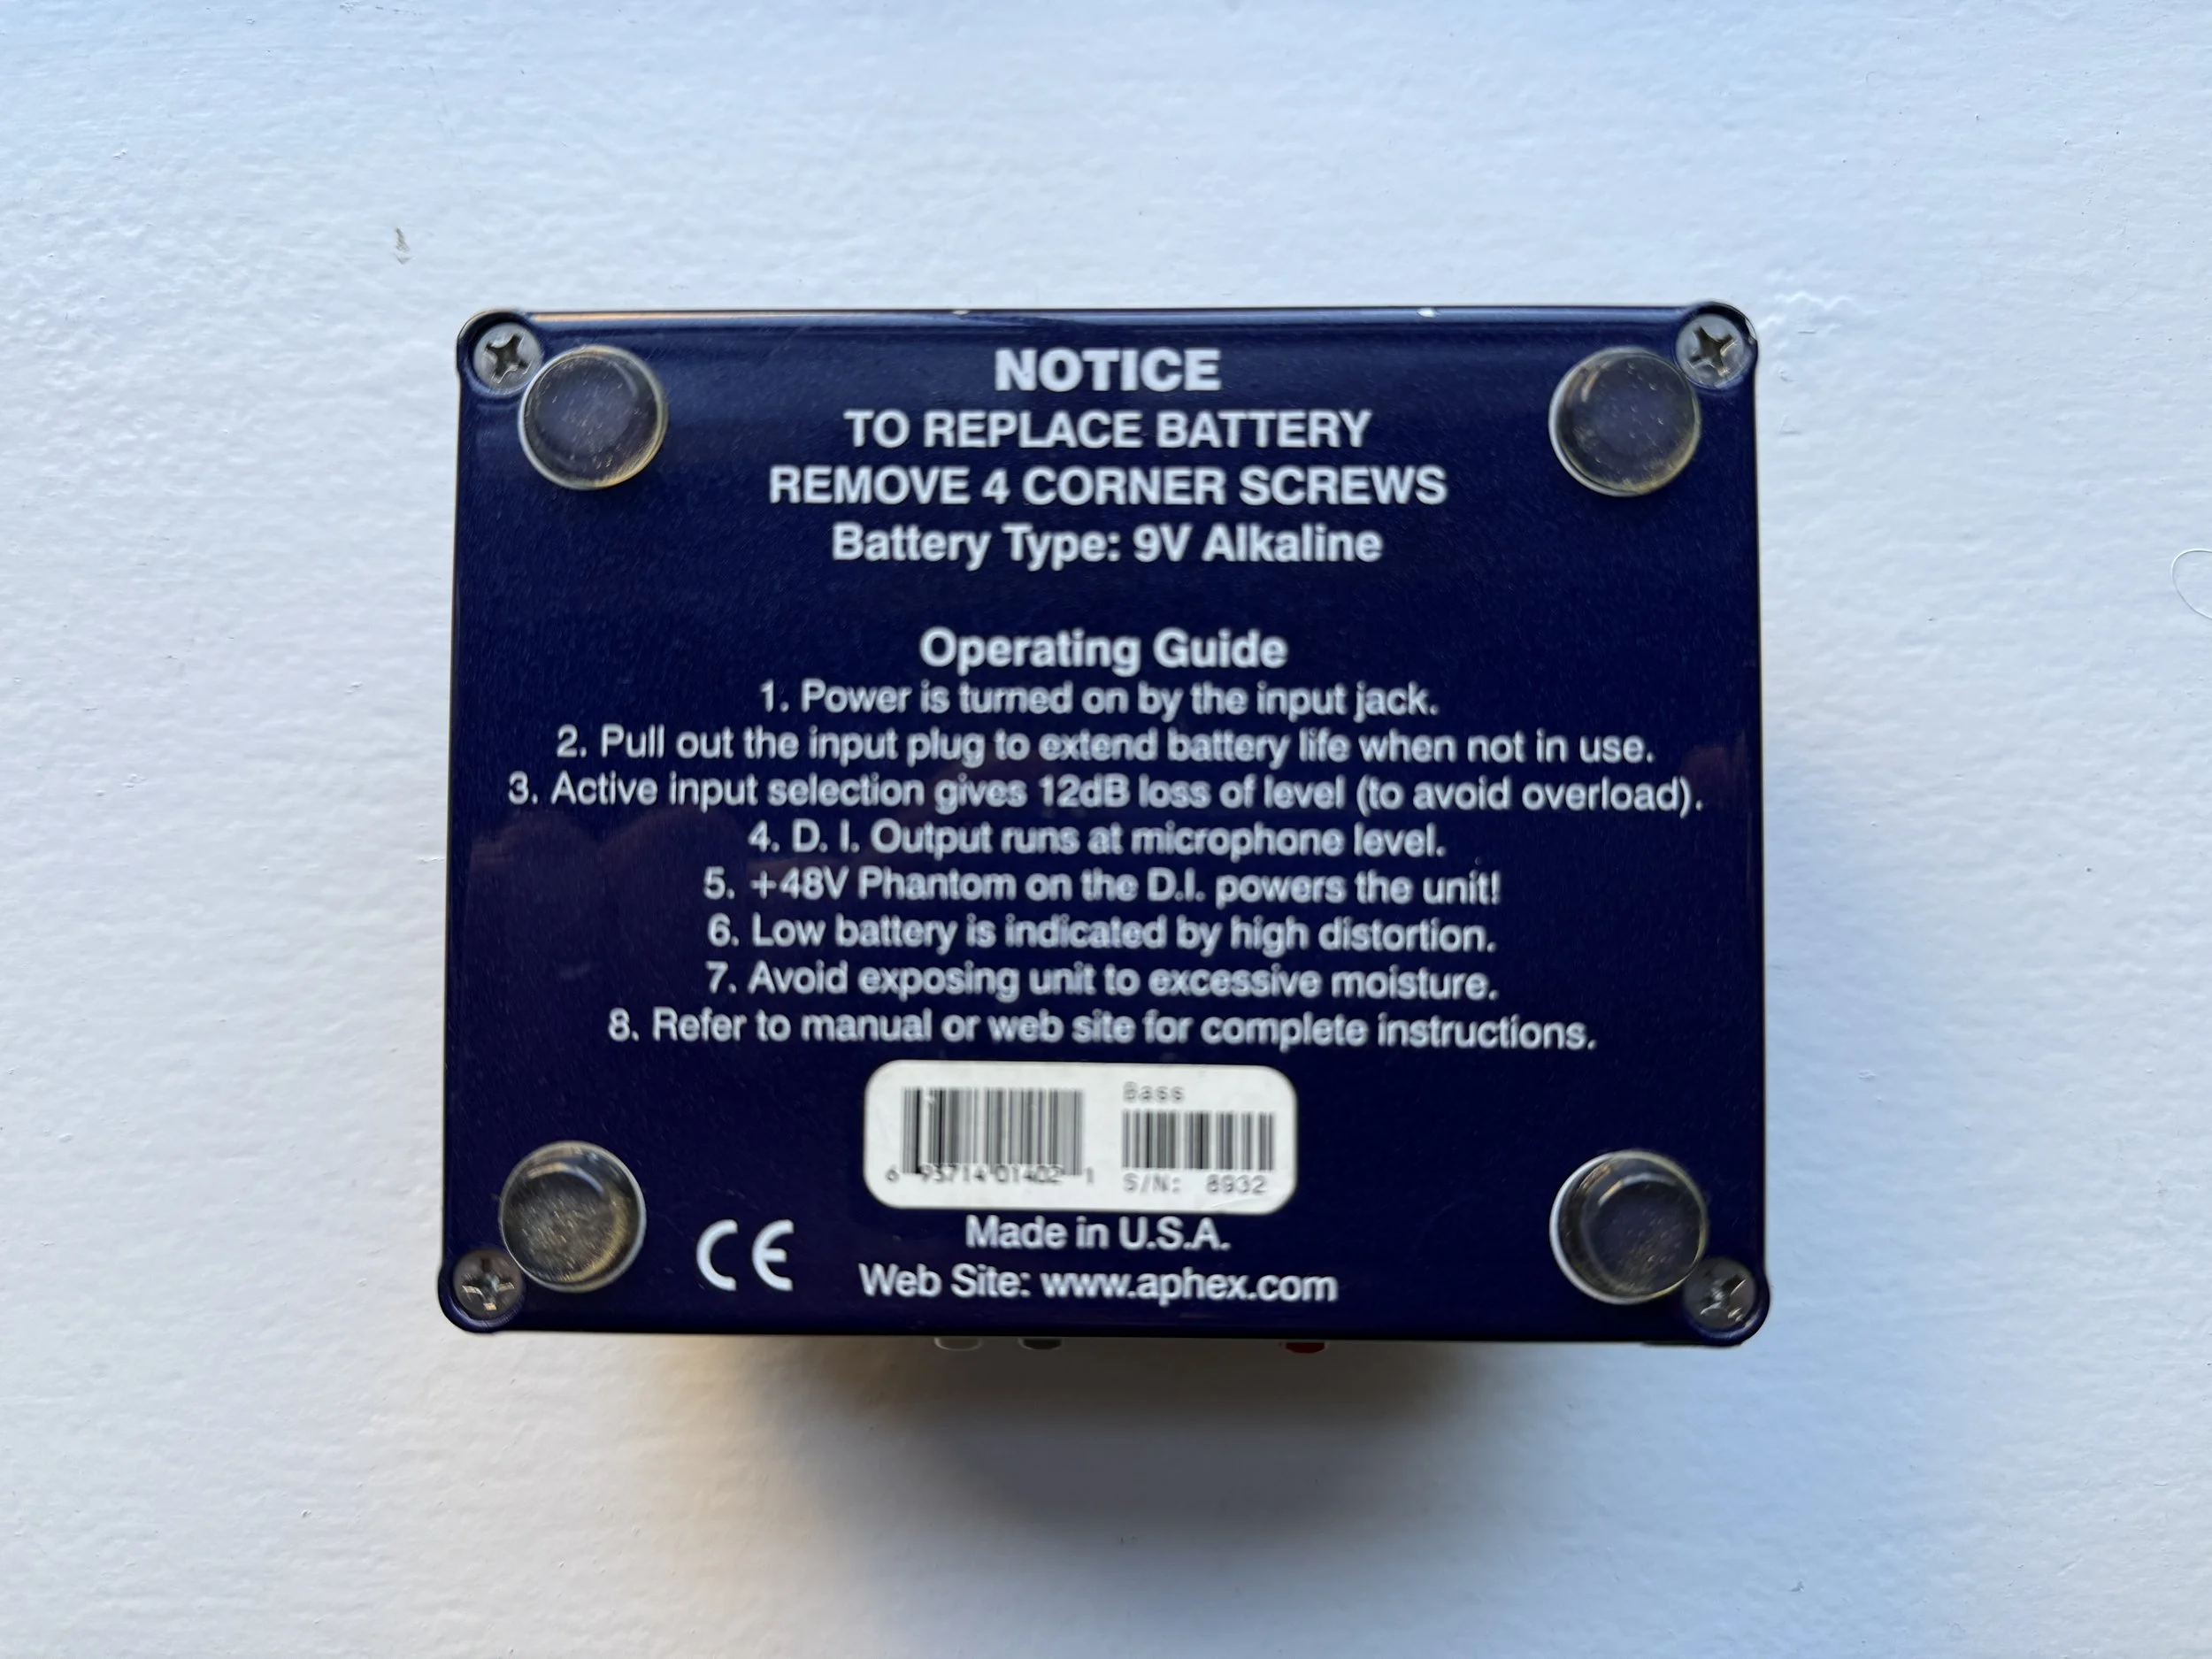 NOTICE
TO REPLACE BATTERY
REMOVE 4 CORNER SCREWS
Battery Type: 9V Alkaline
Operating Guide
1. Power is turned on by the input jack.
2. Pull out the input plug to extend battery life when not in use.
3. Active input selection gives 12dB loss of level (to avoid overload).
4. D. I. Output runs at microphone level.
5. +48V Phantom on the D.I. powers the unit!
6. Low battery is indicated by high distortion.
7. Avoid exposing unit to excessive moisture.
8. Refer to manual or web site for complete instructions.
Bass
6 95714 01402 1
S/N: 8932
CE
Made in U.S.A.
Web Site: www.aphex.com